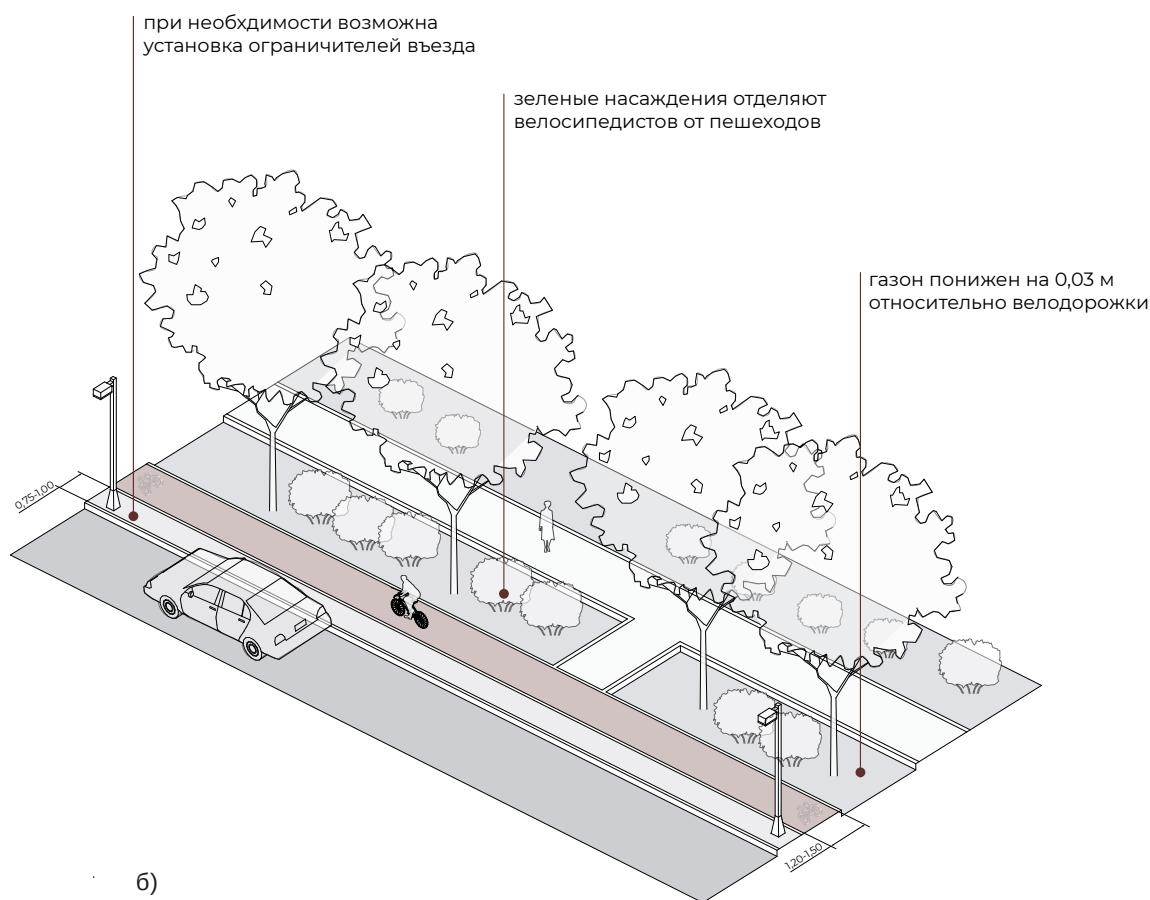 при необхдимости возможна
установка ограничителей въезда
зеленые насаждения отделяют
велосипедистов от пешеходов
газон понижен на 0,03 м
относительно велодорожки
0,75-1,00
1,20-1,50
б)